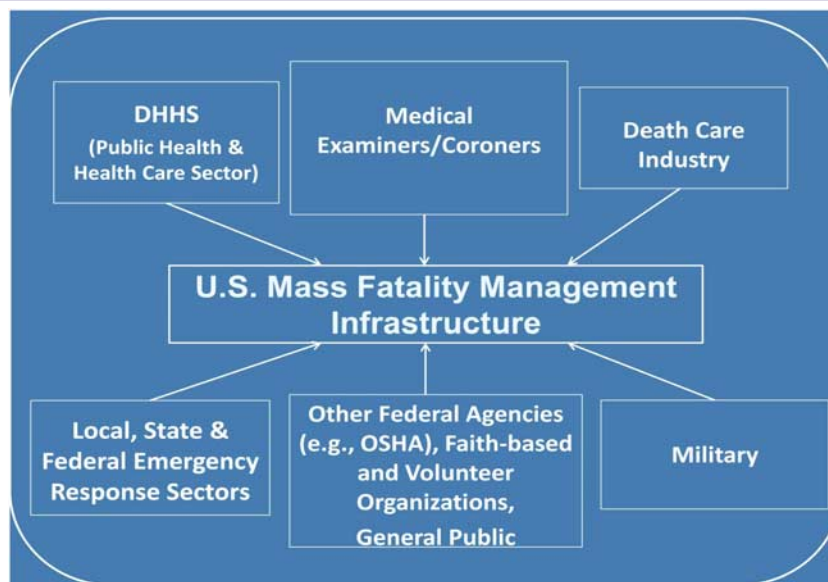 DHHS
(Public Health &
Health Care Sector)
Medical
Examiners/Coroners
Death Care
Industry
U.S. Mass Fatality Management
Infrastructure
Local, State &
Federal Emergency
Response Sectors
Other Federal Agencies
(e.g., OSHA), Faith-based
and Volunteer
Organizations,
General Public
Military